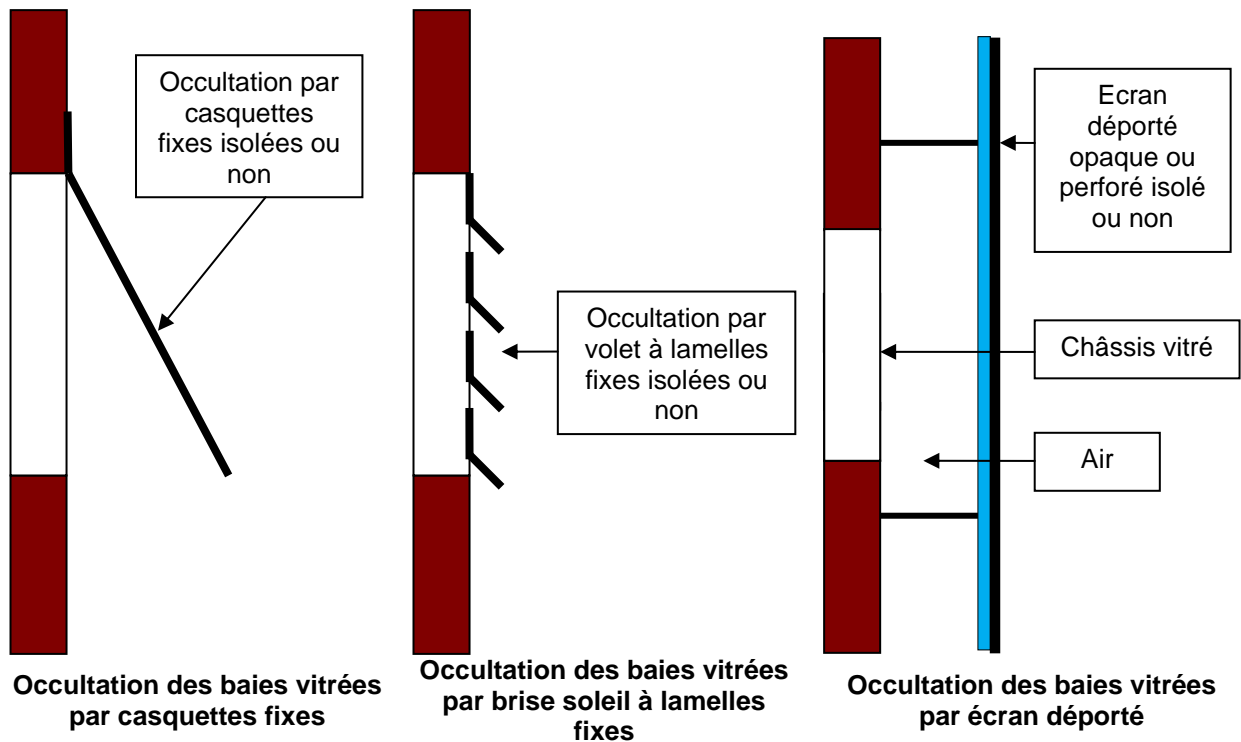 Occultation par
casquettes
fixes isolées ou
non
Occultation des baies vitrées
par casquettes fixes
Occultation par
volet à lamelles
fixes isolées ou
non
Occultation des baies vitrées
par brise soleil à lamelles
fixes
Ecran
déporté
opaque ou
perforé isolé
ou non
Châssis vitré
Air
Occultation des baies vitrées
par écran déporté